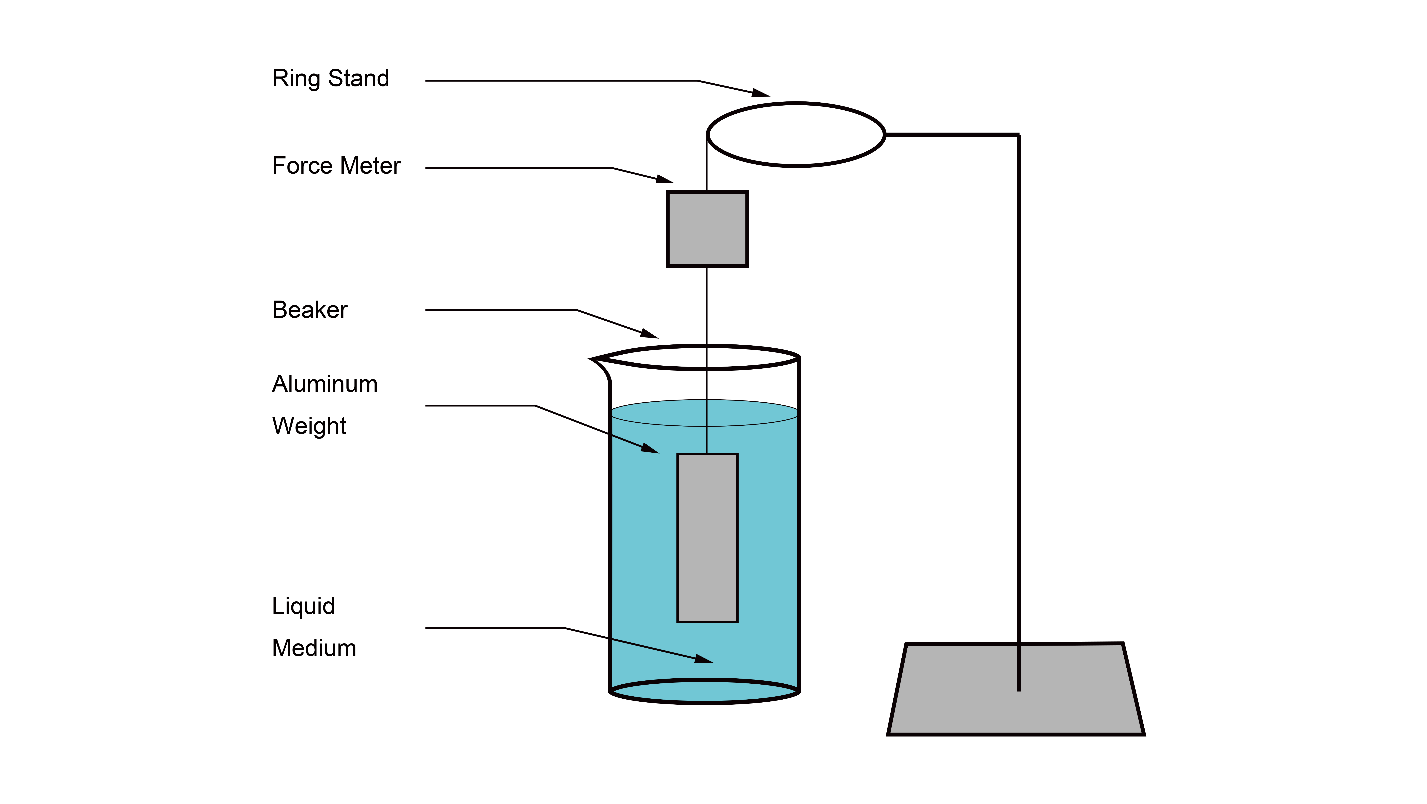 Ring Stand
Force Meter
Beaker
Aluminum
Weight
Liquid
Medium